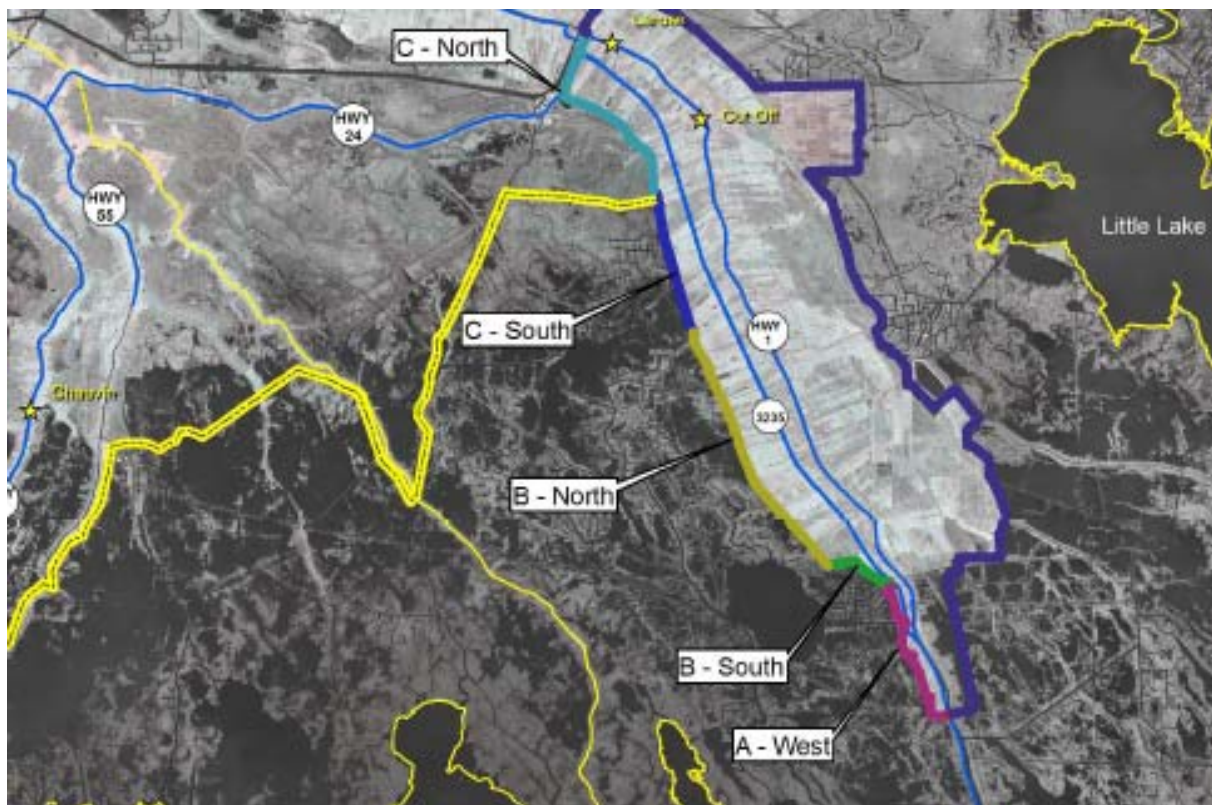 C - North
HWY
24
Cut Off
HWY
55
Little Lake
C - South
HWY
1
Chauvin
3235
B - North
B - South
A - West